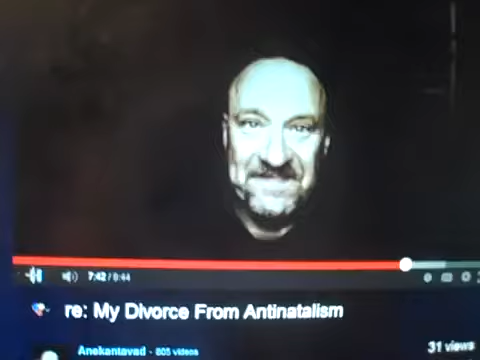 7:42 / 8:44
re: My Divorce From Antinatalism
Anekantavad · 805 videos
31 views